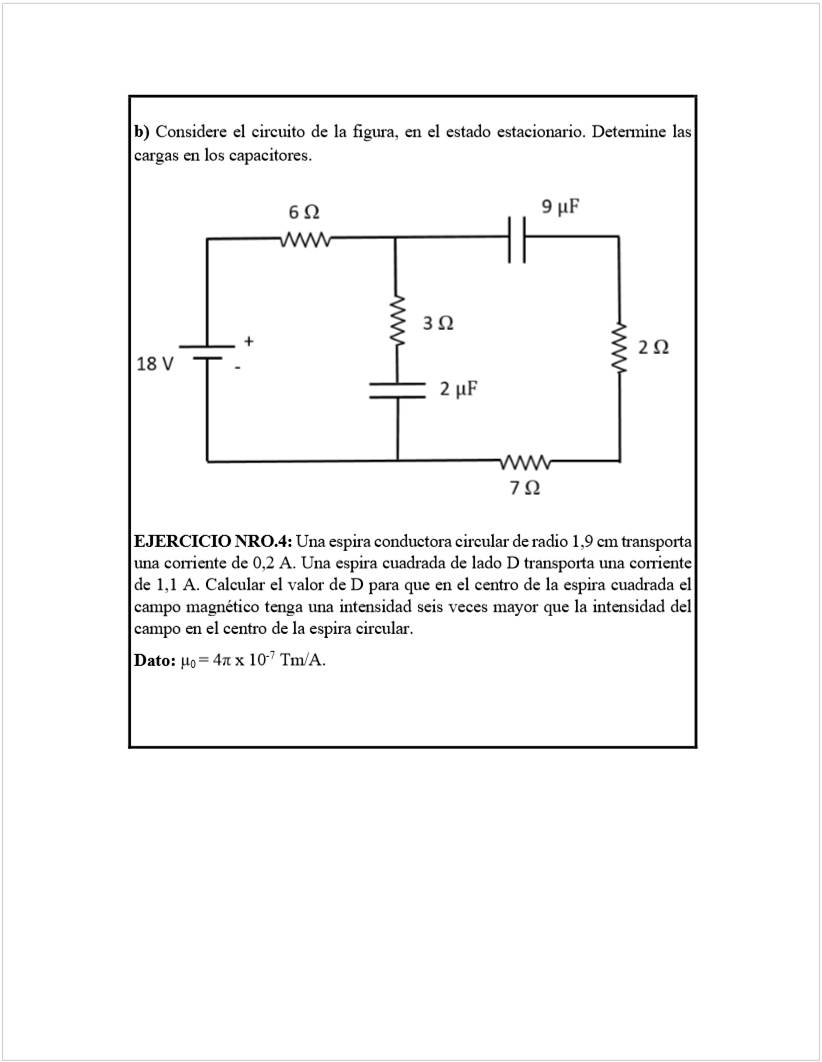 b) Considere el circuito de la figura, en el estado estacionario. Determine las
cargas en los capacitores.
6 Ω
9 μF
3 Ω
+
2 Ω
18 V
-
2 μF
7 Ω
EJERCICIO NRO.4: Una espira conductora circular de radio 1,9 cm transporta
una corriente de 0,2 A. Una espira cuadrada de lado D transporta una corriente
de 1,1 A. Calcular el valor de D para que en el centro de la espira cuadrada el
campo magnético tenga una intensidad seis veces mayor que la intensidad del
campo en el centro de la espira circular.
Dato: μ₀ = 4π x 10⁻⁷ Tm/A.